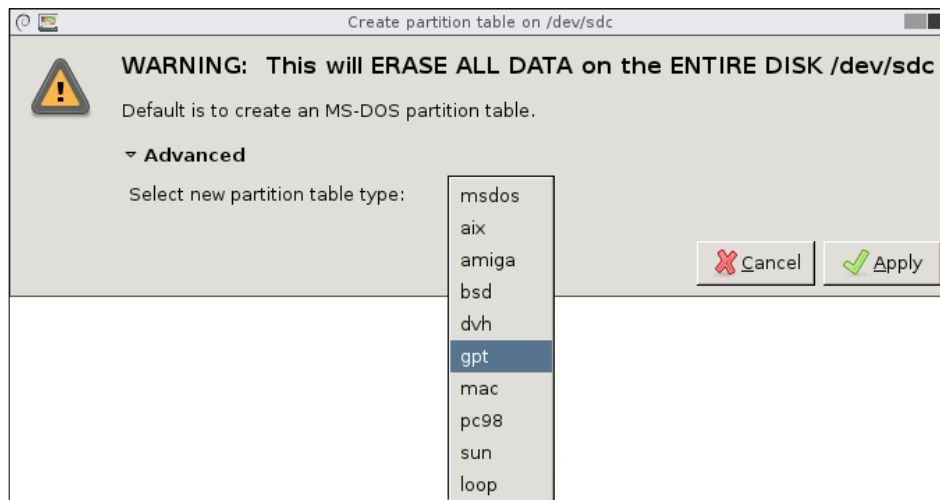 Create partition table on /dev/sdc
WARNING:  This will ERASE ALL DATA on the ENTIRE DISK /dev/sdc
Default is to create an MS-DOS partition table.
Advanced
Select new partition table type:
msdos
aix
amiga
bsd
dvh
gpt
mac
pc98
sun
loop
Cancel
Apply